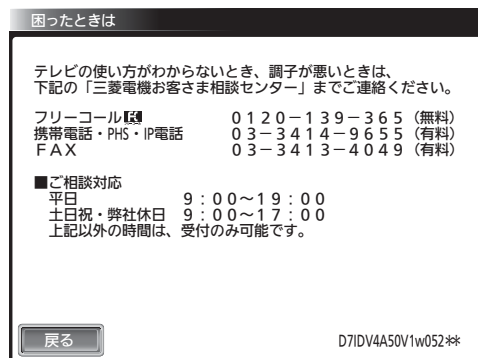 困ったときは
テレビの使い方がわからないとき、調子が悪いときは、
下記の「三菱電機お客さま相談センター」までご連絡ください。
フリーコール ０１２０－１３９－３６５（無料）
携帯電話・PHS・IP電話 ０３－３４１４－９６５５（有料）
ＦＡＸ ０３－３４１３－４０４９（有料）
■ご相談対応
平日 ９：００～１９：００
土日祝・弊社休日 ９：００～１７：００
上記以外の時間は、受付のみ可能です。
戻る
D7IDV4A50V1w052**